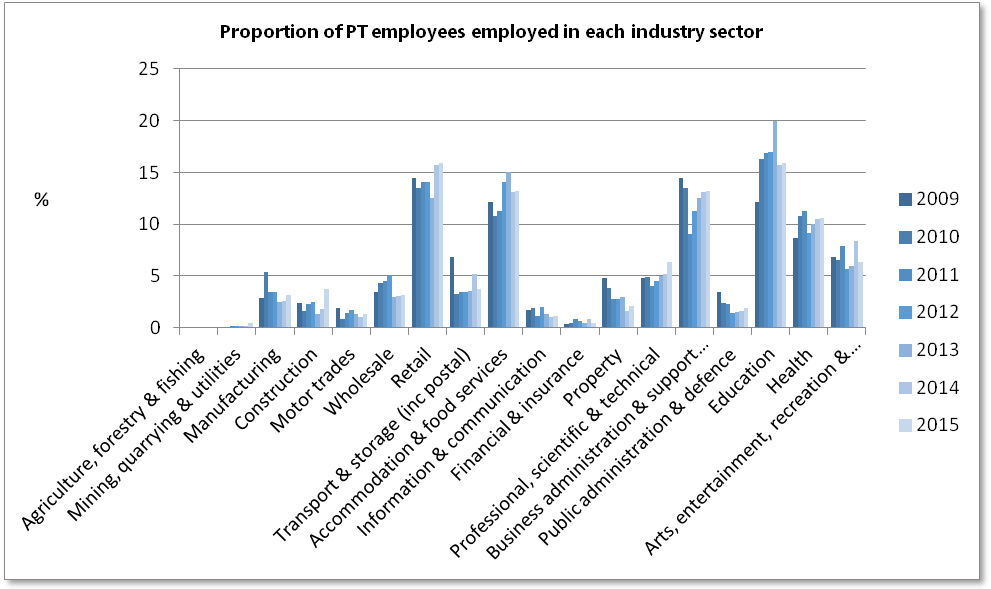 Proportion of PT employees employed in each industry sector
25
20
15
10
5
0
%
Agriculture, forestry & fishing
Mining, quarrying & utilities
Manufacturing
Construction
Motor trades
Wholesale
Retail
Transport & storage (inc postal)
Accommodation & food services
Information & communication
Financial & insurance
Property
Professional, scientific & technical
Business administration & support...
Public administration & defence
Education
Health
Arts, entertainment, recreation &...
2009
2010
2011
2012
2013
2014
2015